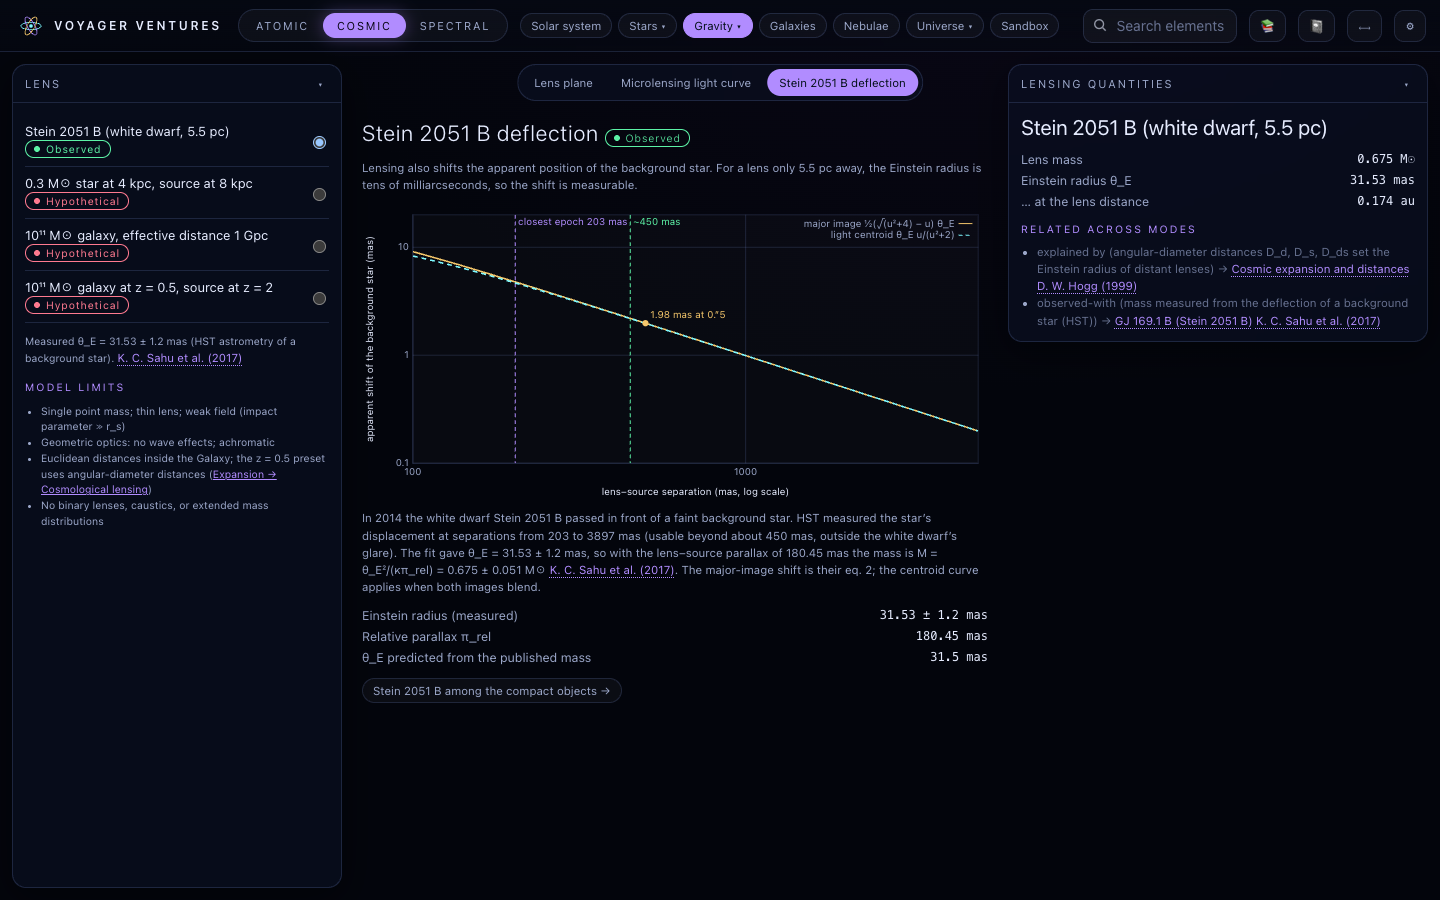 VOYAGER VENTURES
ATOMIC
COSMIC
SPECTRAL
Solar system
Stars ▾
Gravity ▾
Galaxies
Nebulae
Universe ▾
Sandbox
Search elements
LENS
Stein 2051 B (white dwarf, 5.5 pc)
Observed
0.3 M☉ star at 4 kpc, source at 8 kpc
Hypothetical
10¹¹ M☉ galaxy, effective distance 1 Gpc
Hypothetical
10¹¹ M☉ galaxy at z = 0.5, source at z = 2
Hypothetical
Measured θ_E = 31.53 ± 1.2 mas (HST astrometry of a
background star). K. C. Sahu et al. (2017)
MODEL LIMITS
• Single point mass; thin lens; weak field (impact
parameter » r_s)
• Geometric optics: no wave effects; achromatic
• Euclidean distances inside the Galaxy; the z = 0.5 preset
uses angular-diameter distances (Expansion →
Cosmological lensing)
• No binary lenses, caustics, or extended mass
distributions
Lens plane
Microlensing light curve
Stein 2051 B deflection
Stein 2051 B deflection
Observed
Lensing also shifts the apparent position of the background star. For a lens only 5.5 pc away, the Einstein radius is
tens of milliarcseconds, so the shift is measurable.
closest epoch 203 mas
~450 mas
major image ½(√(u²+4) − u) θ_E
light centroid θ_E u/(u²+2)
10
1
0.1
apparent shift of the background star (mas)
1.98 mas at 0.″5
100
1000
lens–source separation (mas, log scale)
In 2014 the white dwarf Stein 2051 B passed in front of a faint background star. HST measured the star's
displacement at separations from 203 to 3897 mas (usable beyond about 450 mas, outside the white dwarf's
glare). The fit gave θ_E = 31.53 ± 1.2 mas, so with the lens–source parallax of 180.45 mas the mass is M =
θ_E²/(κπ_rel) = 0.675 ± 0.051 M☉ K. C. Sahu et al. (2017). The major-image shift is their eq. 2; the centroid curve
applies when both images blend.
Einstein radius (measured)
31.53 ± 1.2 mas
Relative parallax π_rel
180.45 mas
θ_E predicted from the published mass
31.5 mas
Stein 2051 B among the compact objects →
LENSING QUANTITIES
Stein 2051 B (white dwarf, 5.5 pc)
Lens mass
0.675 M☉
Einstein radius θ_E
31.53 mas
… at the lens distance
0.174 au
RELATED ACROSS MODES
• explained by (angular-diameter distances D_d, D_s, D_ds set the
Einstein radius of distant lenses) → Cosmic expansion and distances
D. W. Hogg (1999)
• observed-with (mass measured from the deflection of a background
star (HST)) → GJ 169.1 B (Stein 2051 B) K. C. Sahu et al. (2017)